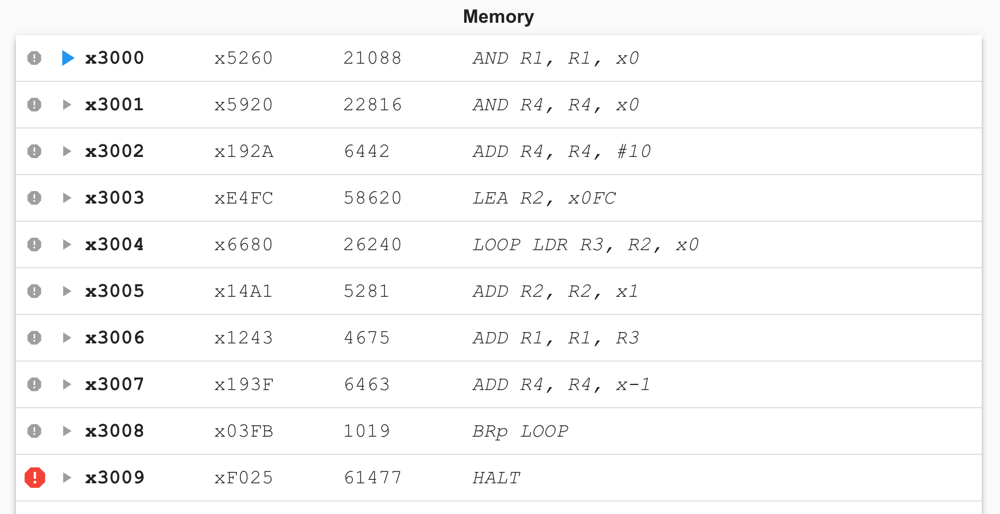 Memory
x3000 x5260 21088 AND R1, R1, x0
x3001 x5920 22816 AND R4, R4, x0
x3002 x192A 6442 ADD R4, R4, #10
x3003 xE4FC 58620 LEA R2, x0FC
x3004 x6680 26240 LOOP LDR R3, R2, x0
x3005 x14A1 5281 ADD R2, R2, x1
x3006 x1243 4675 ADD R1, R1, R3
x3007 x193F 6463 ADD R4, R4, x-1
x3008 x03FB 1019 BRp LOOP
x3009 xF025 61477 HALT